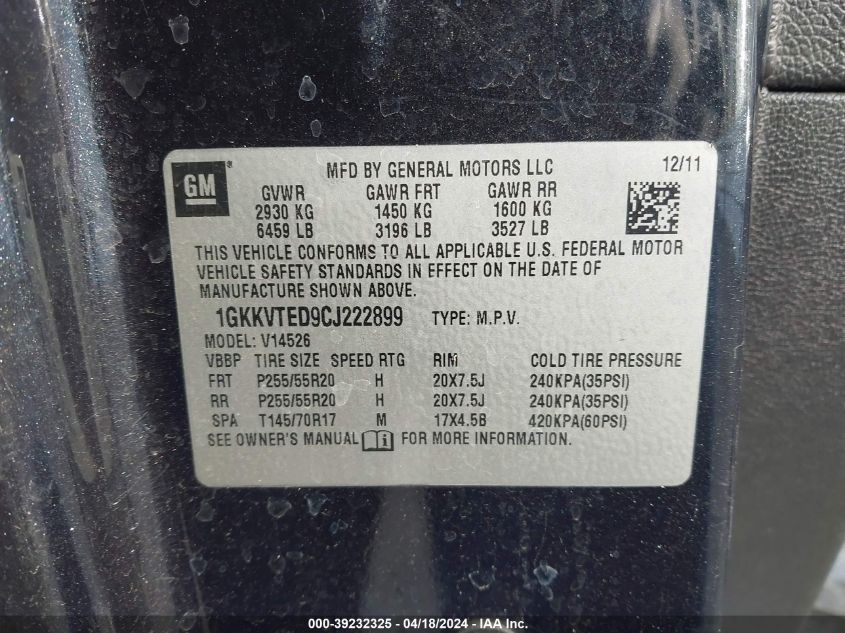 GM ® MFD BY GENERAL MOTORS LLC 12/11
GVWR GAWR FRT GAWR RR
2930 KG 1450 KG 1600 KG
6459 LB 3196 LB 3527 LB
THIS VEHICLE CONFORMS TO ALL APPLICABLE U.S. FEDERAL MOTOR
VEHICLE SAFETY STANDARDS IN EFFECT ON THE DATE OF
MANUFACTURE SHOWN ABOVE.
1GKKVTED9CJ222899 TYPE: M.P.V.
MODEL: V14526
VBBP TIRE SIZE SPEED RTG RIM COLD TIRE PRESSURE
FRT P255/55R20 H 20X7.5J 240KPA(35PSI)
RR P255/55R20 H 20X7.5J 240KPA(35PSI)
SPA T145/70R17 M 17X4.5B 420KPA(60PSI)
SEE OWNER'S MANUAL i FOR MORE INFORMATION.
000-39232325 - 04/18/2024 - IAA Inc.